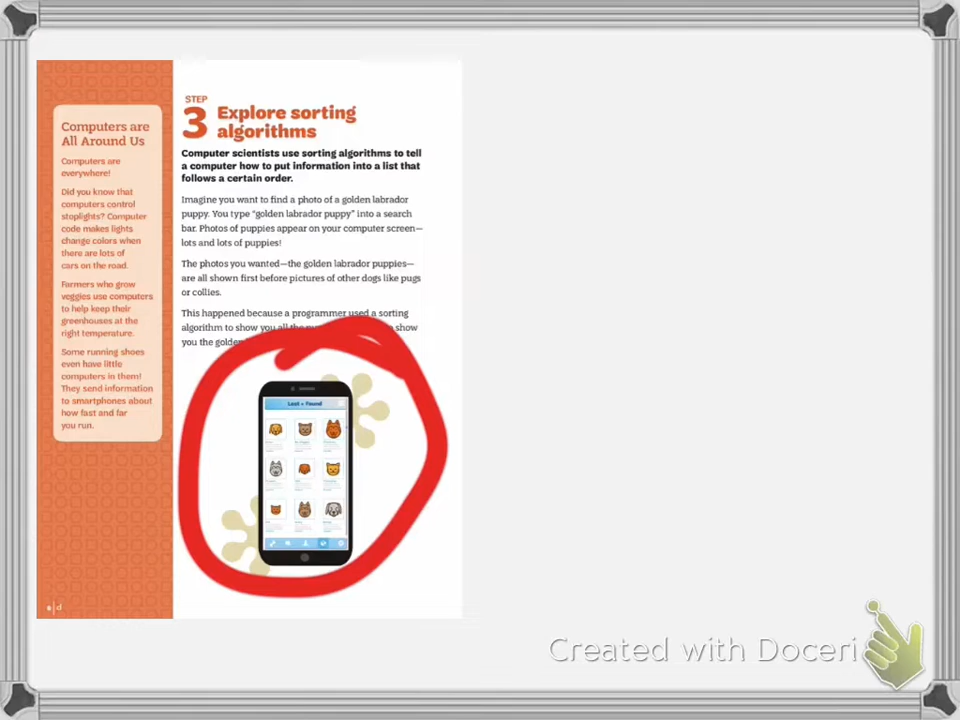 Computers are
All Around Us
Computers are
everywhere!
Did you know that
computers control
stoplights? Computer
code makes lights
change colors when
there are lots of
cars on the road.
Farmers who grow
veggies use computers
to help keep their
greenhouses at the
right temperature.
Some running shoes
even have little
computers in them!
They send information
to smartphones about
how fast and far
you run.
STEP
3 Explore sorting
algorithms
Computer scientists use sorting algorithms to tell
a computer how to put information into a list that
follows a certain order.
Imagine you want to find a photo of a golden labrador
puppy. You type “golden labrador puppy” into a search
bar. Photos of puppies appear on your computer screen—
lots and lots of puppies!
The photos you wanted—the golden labrador puppies—
are all shown first before pictures of other dogs like pugs
or collies.
This happened because a programmer used a sorting
algorithm to show you all the show
you the golden
Lost + Found
Created with Doceri